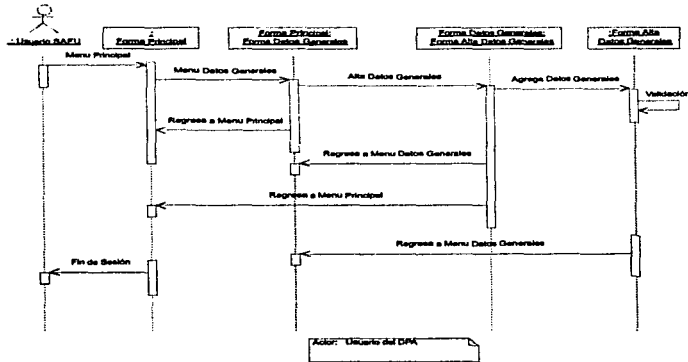 : Usuario SAFU
:
Forma Principal
Forma Principal:
Forma Datos Generales
Forma Datos Generales:
Forma Alta Datos Generales
:Forma Alta
Datos Generales
Menu Principal
Menu Datos Generales
Alta Datos Generales
Agrega Datos Generales
Validación
Regresa a Menu Principal
Regresa a Menu Datos Generales
Regresa a Menu Principal
Regresa a Menu Datos Generales
Fin de Sesión
Actor: Usuario del DPA